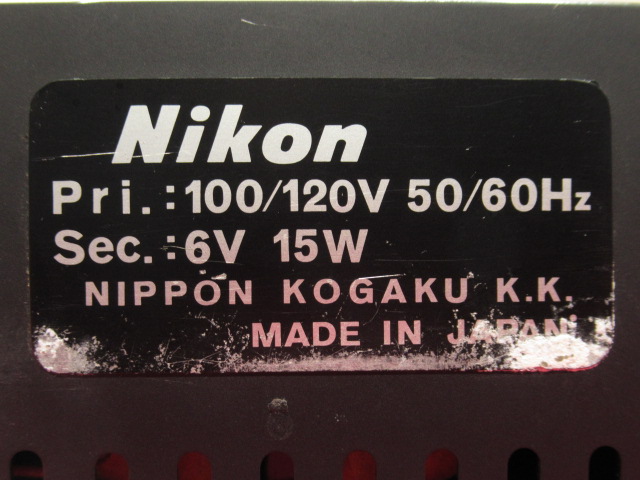 Nikon
Pri.:100/120V 50/60Hz
Sec.:6V 15W
NIPPON KOGAKU K.K.
MADE IN JAPAN